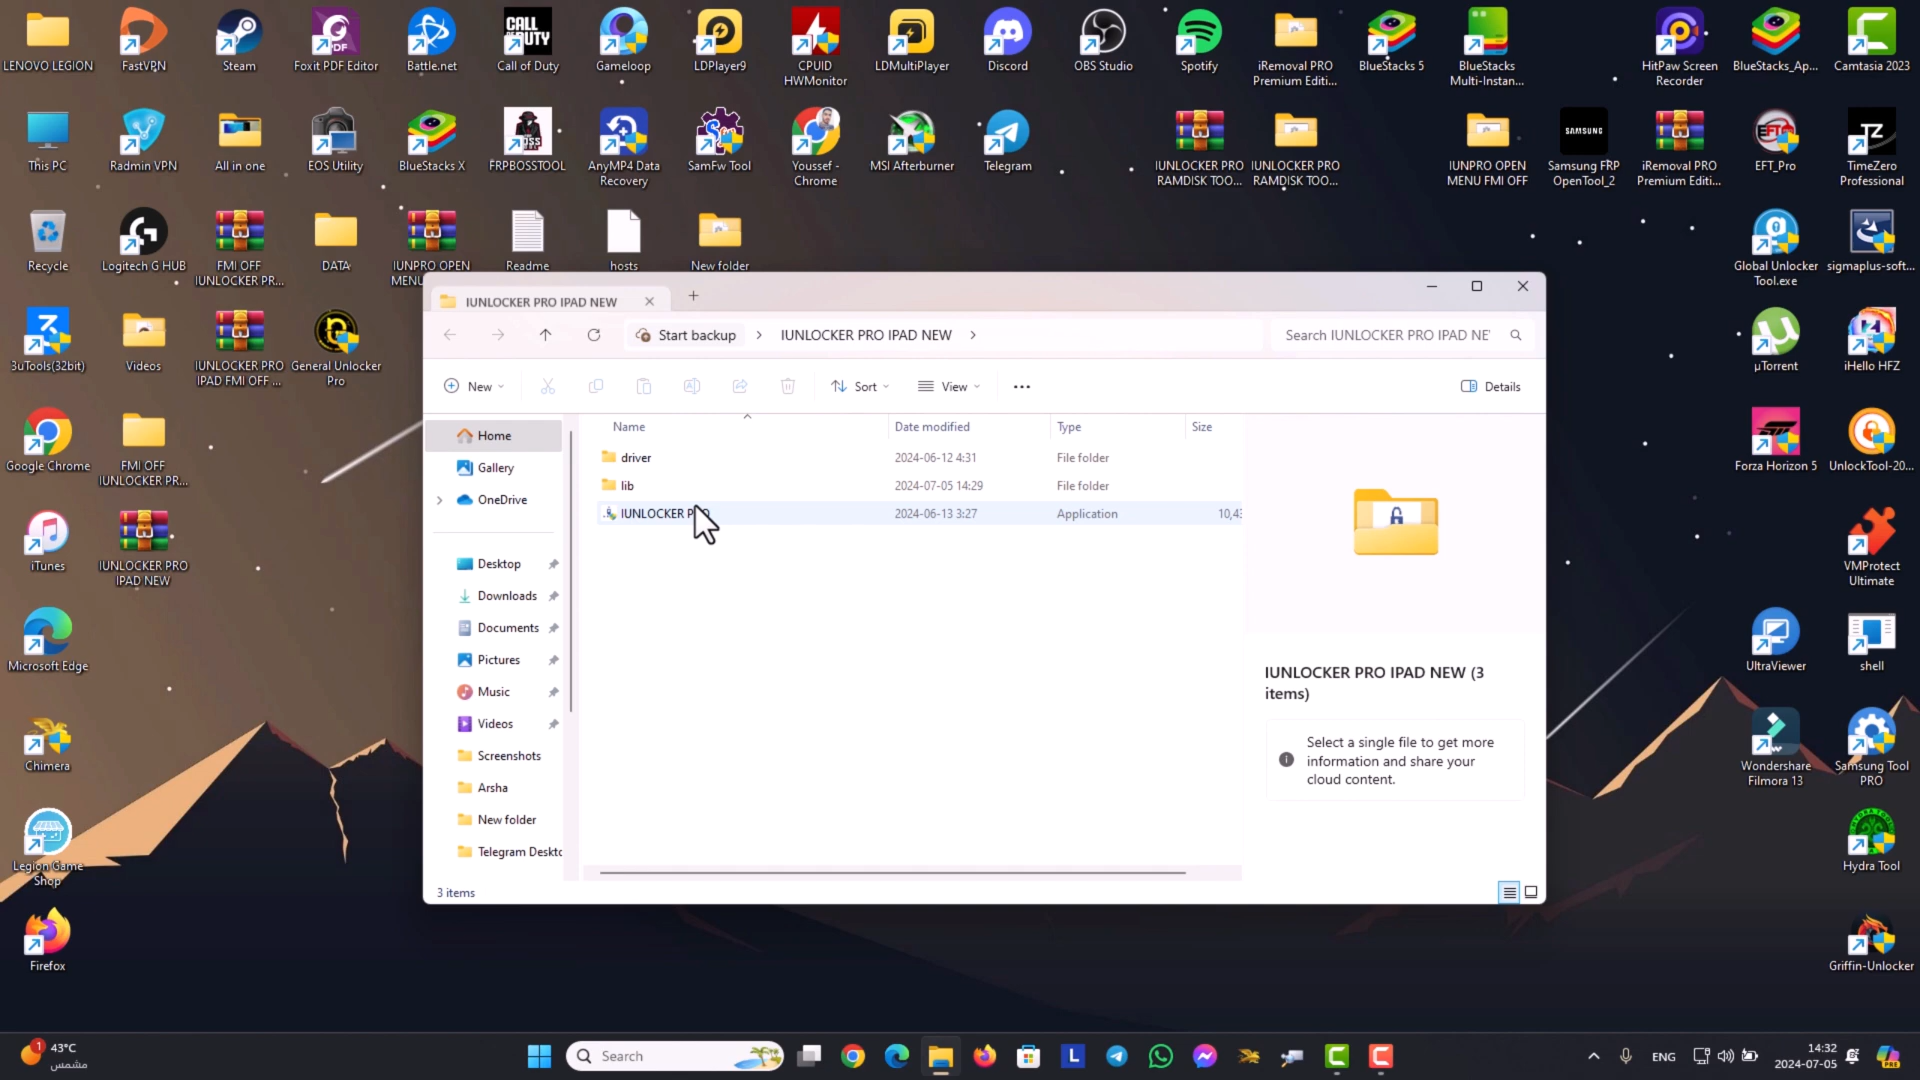 LENOVO LEGION
FastVPN
Steam
Foxit PDF Editor
Battle.net
Call of Duty
Gameloop
LDPlayer9
CPUID
HWMonitor
LDMultiPlayer
Discord
OBS Studio
Spotify
iRemoval PRO
Premium Editi...
BlueStacks 5
BlueStacks
Multi-Instan...
HitPaw Screen
Recorder
BlueStacks_Ap...
Camtasia 2023
This PC
Radmin VPN
All in one
EOS Utility
BlueStacks X
FRPBOSSTOOL
AnyMP4 Data
Recovery
SamFw Tool
Youssef -
Chrome
MSI Afterburner
Telegram
IUNLOCKER PRO
RAMDISK TOO...
IUNLOCKER PRO
RAMDISK TOO...
IUNPRO OPEN
MENU FMI OFF
SAMSUNG
Samsung FRP
OpenTool_2
iRemoval PRO
Premium Editi...
EFT_Pro
TimeZero
Professional
Recycle
Logitech G HUB
FMI OFF
IUNLOCKER PR...
DATA
IUNPRO OPEN
MENU
Readme
hosts
New folder
Global Unlocker
Tool.exe
sigmaplus-soft...
3uTools(32bit)
Videos
IUNLOCKER PRO
IPAD FMI OFF ...
General Unlocker
Pro
µTorrent
iHello HFZ
Google Chrome
FMI OFF
IUNLOCKER PR...
Forza Horizon 5
UnlockTool-20...
iTunes
IUNLOCKER PRO
IPAD NEW
VMProtect
Ultimate
Microsoft Edge
UltraViewer
shell
Chimera
Wondershare
Filmora 13
Samsung Tool
PRO
Legion Game
Shop
Hydra Tool
Firefox
Griffin-Unlocker
IUNLOCKER PRO IPAD NEW
Start backup
IUNLOCKER PRO IPAD NEW
Search IUNLOCKER PRO IPAD NE
New
Sort
View
Details
Home
Gallery
OneDrive
Desktop
Downloads
Documents
Pictures
Music
Videos
Screenshots
Arsha
New folder
Telegram Deskto
Name Date modified Type Size
driver 2024-06-12 4:31 File folder
lib 2024-07-05 14:29 File folder
IUNLOCKER PRO 2024-06-13 3:27 Application 10,43
IUNLOCKER PRO IPAD NEW (3
items)
Select a single file to get more
information and share your
cloud content.
3 items
1
43°C
مشمس
Search
ENG
14:32
2024-07-05